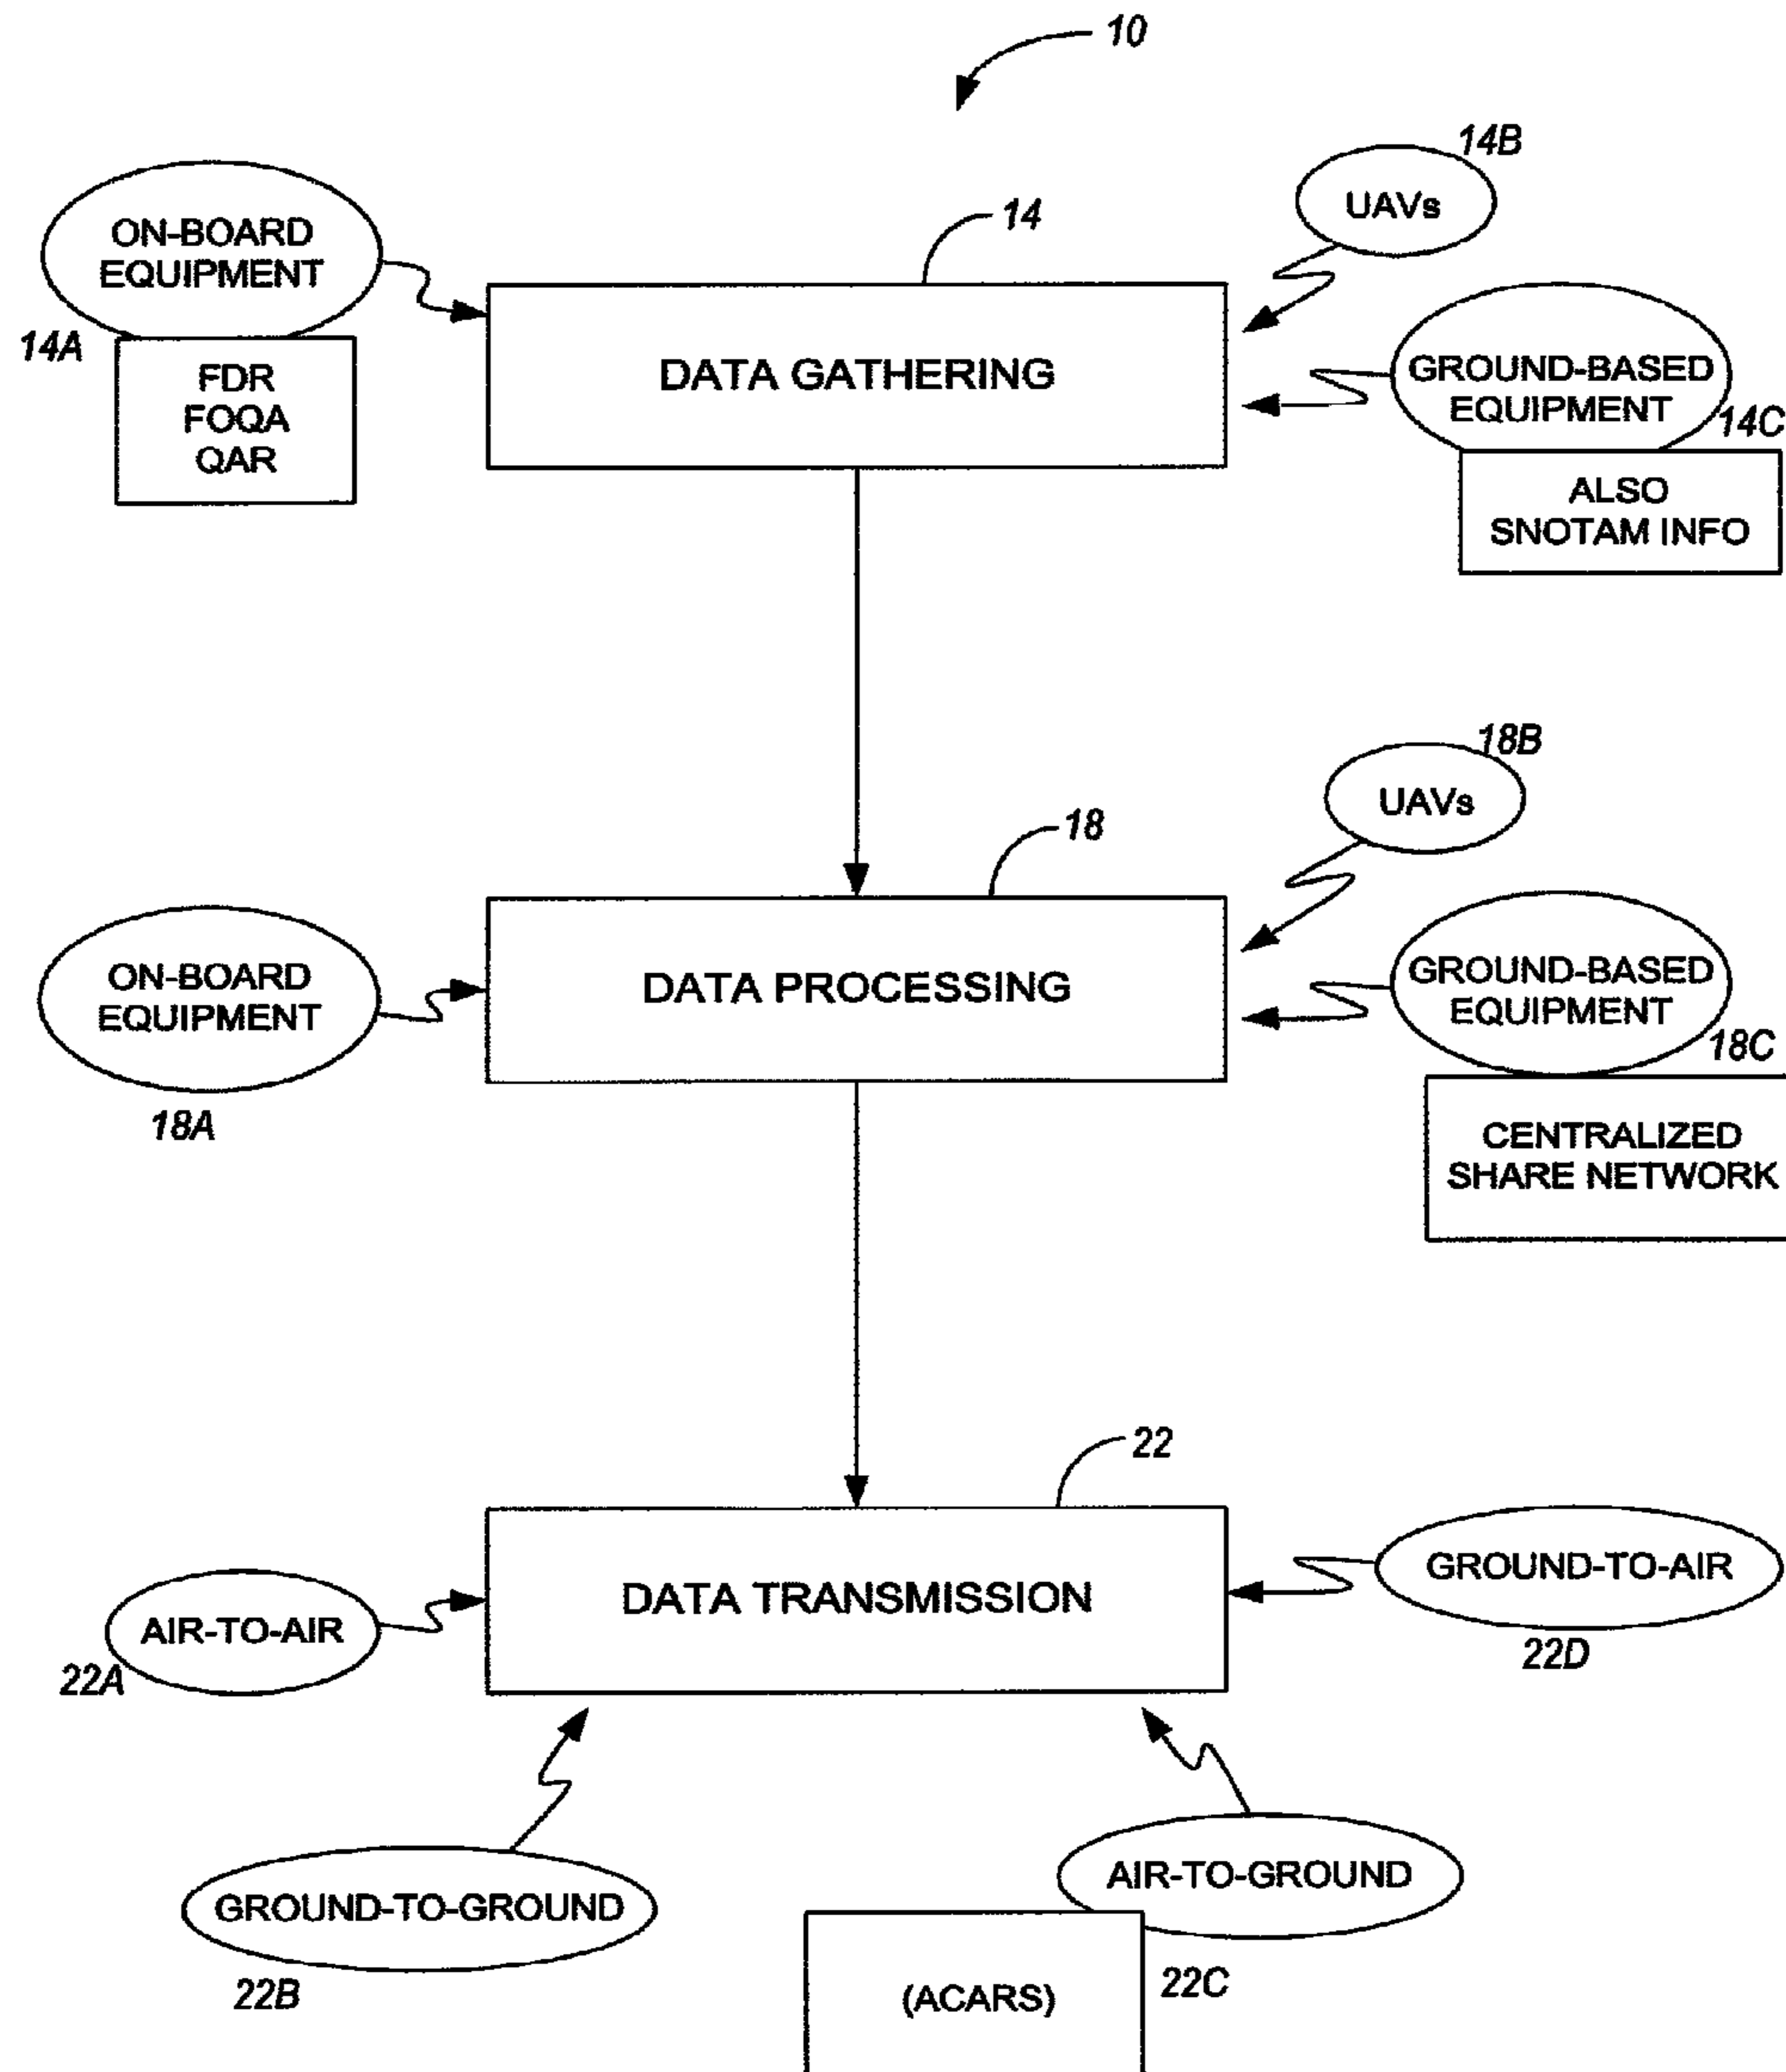 10
14B
UAVs
14
ON-BOARD
EQUIPMENT
14A
FDR
FOQA
QAR
DATA GATHERING
GROUND-BASED
EQUIPMENT
14C
ALSO
SNOTAM INFO
18B
UAVs
18
ON-BOARD
EQUIPMENT
18A
DATA PROCESSING
GROUND-BASED
EQUIPMENT
18C
CENTRALIZED
SHARE NETWORK
22
AIR-TO-AIR
22A
DATA TRANSMISSION
GROUND-TO-AIR
22D
GROUND-TO-GROUND
22B
AIR-TO-GROUND
22C
(ACARS)